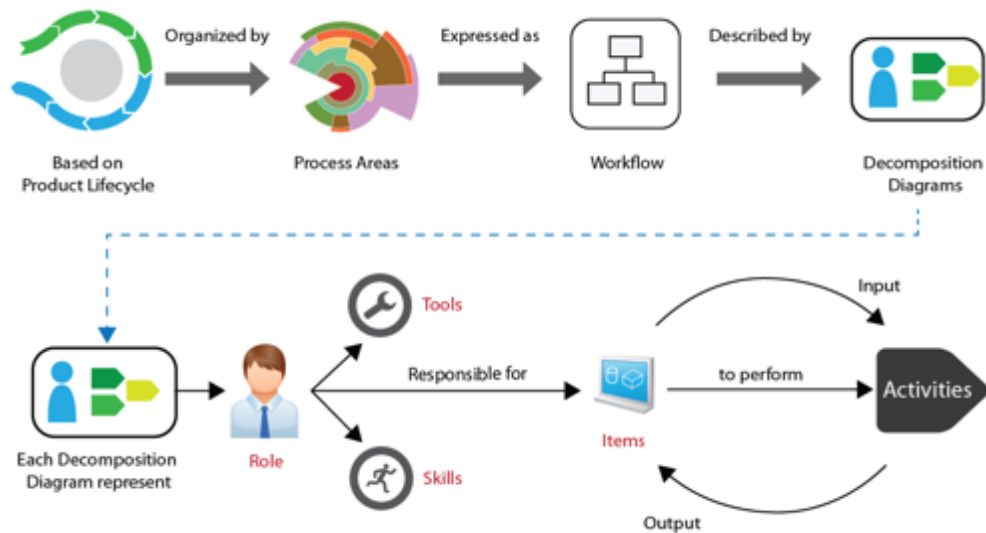 Organized by
Expressed as
Described by
Based on
Product Lifecycle
Process Areas
Workflow
Decomposition
Diagrams
Tools
Input
Responsible for
to perform
Activities
Items
Each Decomposition
Diagram represent
Role
Skills
Output